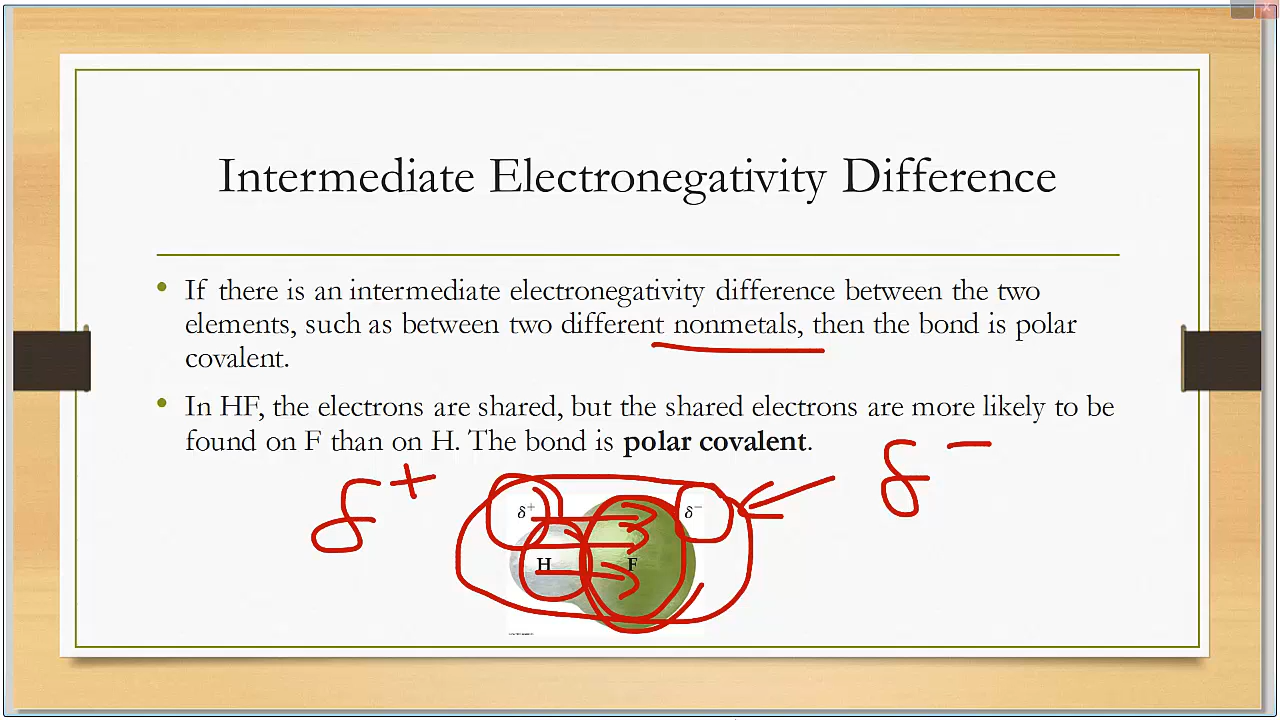 Intermediate Electronegativity Difference
• If there is an intermediate electronegativity difference between the two
elements, such as between two different nonmetals, then the bond is polar
covalent.
• In HF, the electrons are shared, but the shared electrons are more likely to be
found on F than on H. The bond is polar covalent.
δ+ δ−
δ+ δ−
H F